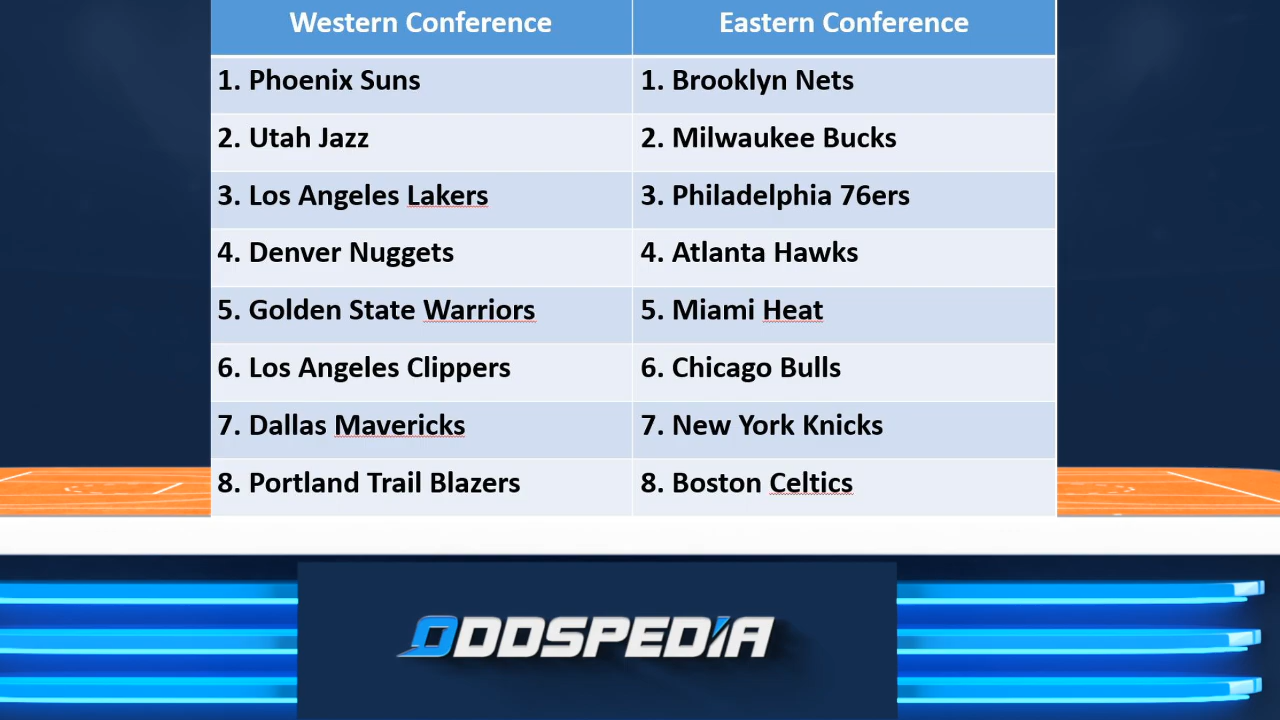 Western Conference Eastern Conference
1. Phoenix Suns 1. Brooklyn Nets
2. Utah Jazz 2. Milwaukee Bucks
3. Los Angeles Lakers 3. Philadelphia 76ers
4. Denver Nuggets 4. Atlanta Hawks
5. Golden State Warriors 5. Miami Heat
6. Los Angeles Clippers 6. Chicago Bulls
7. Dallas Mavericks 7. New York Knicks
8. Portland Trail Blazers 8. Boston Celtics
ODDSPEDIA